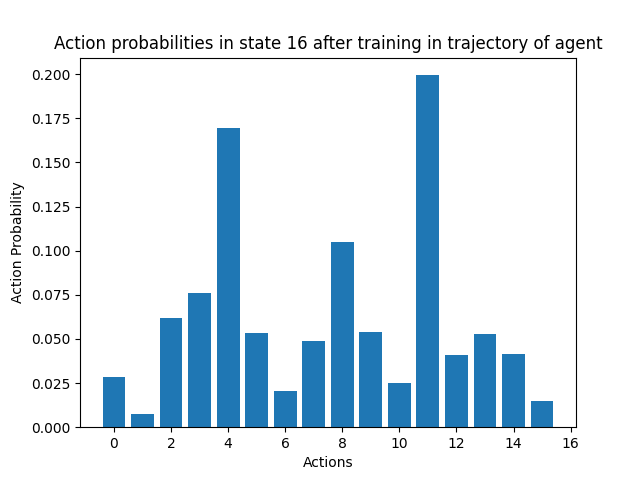 Action probabilities in state 16 after training in trajectory of agent
0.200
0.175
0.150
0.125
0.100
0.075
0.050
0.025
0.000
Action Probability
0 2 4 6 8 10 12 14 16
Actions